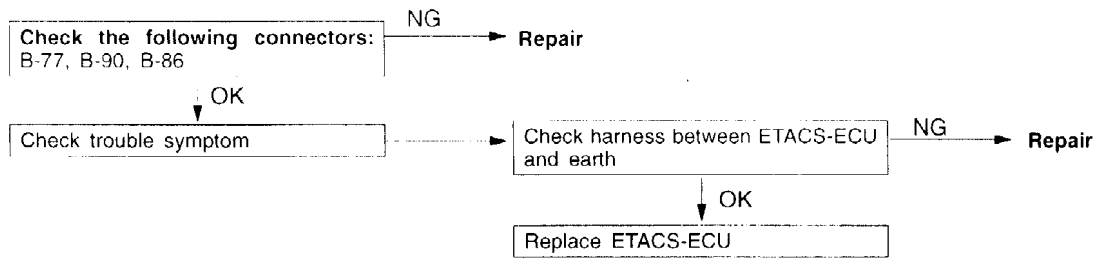 NG
Check the following connectors:
B-77, B-90, B-86
Repair
OK
Check trouble symptom
Check harness between ETACS-ECU
and earth
NG
Repair
OK
Replace ETACS-ECU